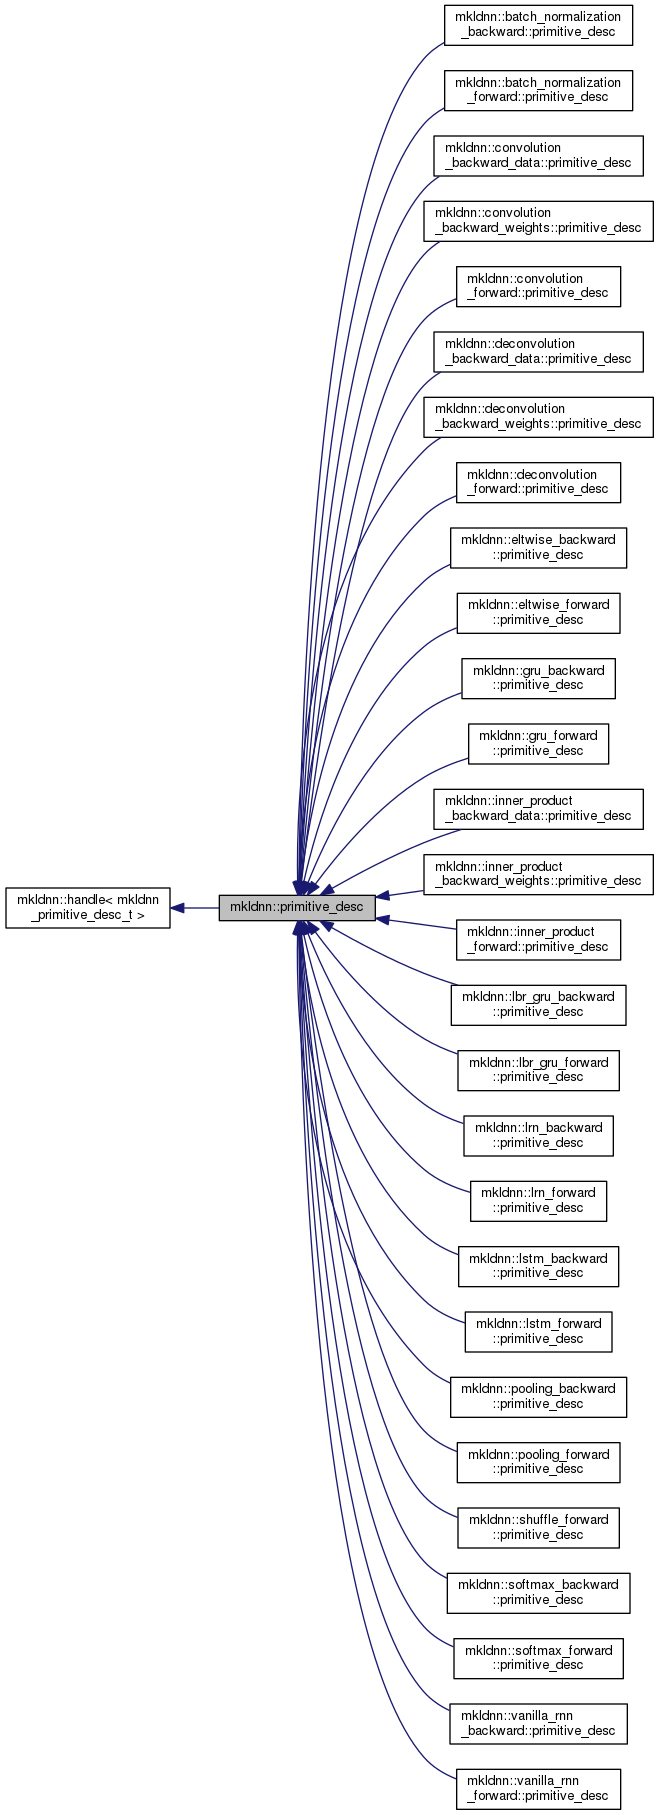 mkldnn::batch_normalization
_backward::primitive_desc
mkldnn::batch_normalization
_forward::primitive_desc
mkldnn::convolution
_backward_data::primitive_desc
mkldnn::convolution
_backward_weights::primitive_desc
mkldnn::convolution
_forward::primitive_desc
mkldnn::deconvolution
_backward_data::primitive_desc
mkldnn::deconvolution
_backward_weights::primitive_desc
mkldnn::deconvolution
_forward::primitive_desc
mkldnn::eltwise_backward
::primitive_desc
mkldnn::eltwise_forward
::primitive_desc
mkldnn::gru_backward
::primitive_desc
mkldnn::gru_forward
::primitive_desc
mkldnn::inner_product
_backward_data::primitive_desc
mkldnn::inner_product
_backward_weights::primitive_desc
mkldnn::handle< mkldnn
_primitive_desc_t >
mkldnn::primitive_desc
mkldnn::inner_product
_forward::primitive_desc
mkldnn::lbr_gru_backward
::primitive_desc
mkldnn::lbr_gru_forward
::primitive_desc
mkldnn::lrn_backward
::primitive_desc
mkldnn::lrn_forward
::primitive_desc
mkldnn::lstm_backward
::primitive_desc
mkldnn::lstm_forward
::primitive_desc
mkldnn::pooling_backward
::primitive_desc
mkldnn::pooling_forward
::primitive_desc
mkldnn::shuffle_forward
::primitive_desc
mkldnn::softmax_backward
::primitive_desc
mkldnn::softmax_forward
::primitive_desc
mkldnn::vanilla_rnn
_backward::primitive_desc
mkldnn::vanilla_rnn
_forward::primitive_desc